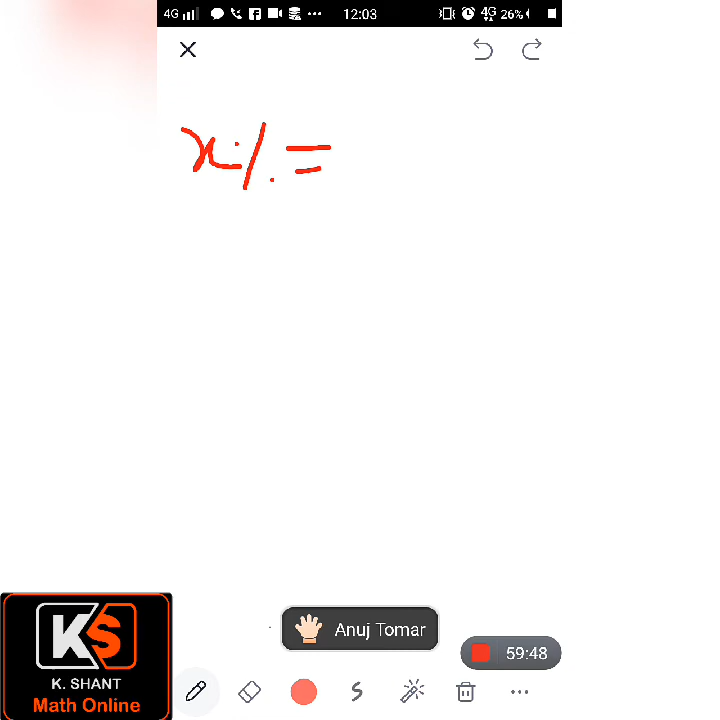 4G 12:03 4G 26%
x% =
Anuj Tomar
59:48
KS
K. SHANT
Math Online